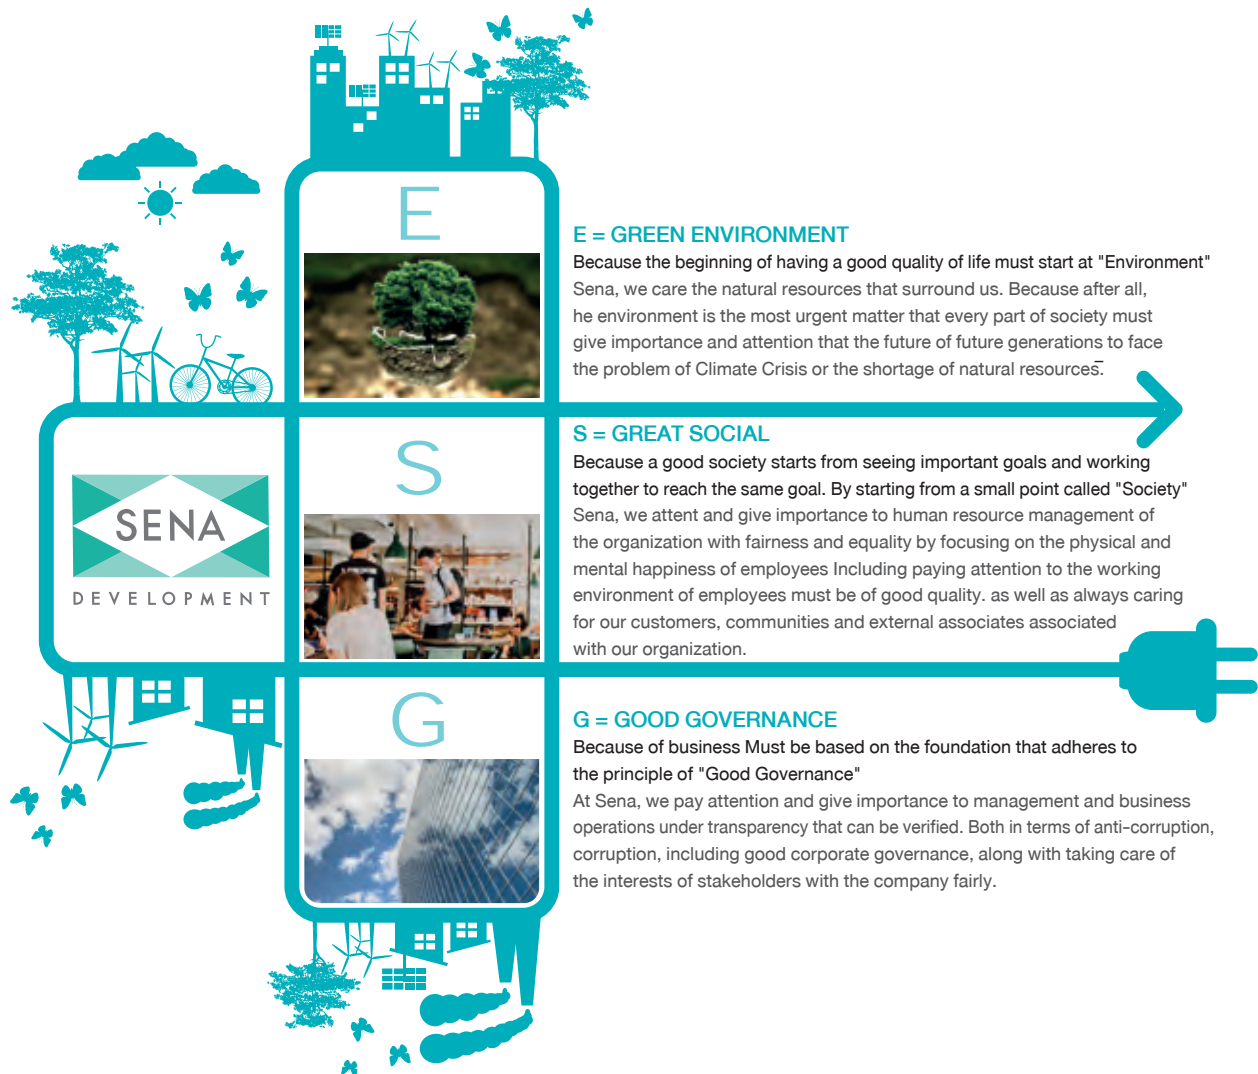 E
E = GREEN ENVIRONMENT
Because the beginning of having a good quality of life must start at "Environment"
Sena, we care the natural resources that surround us. Because after all,
he environment is the most urgent matter that every part of society must
give importance and attention that the future of future generations to face
the problem of Climate Crisis or the shortage of natural resources.
S
S = GREAT SOCIAL
Because a good society starts from seeing important goals and working
together to reach the same goal. By starting from a small point called "Society"
Sena, we attent and give importance to human resource management of
the organization with fairness and equality by focusing on the physical and
mental happiness of employees Including paying attention to the working
environment of employees must be of good quality. as well as always caring
for our customers, communities and external associates associated
with our organization.
SENA
DEVELOPMENT
G
G = GOOD GOVERNANCE
Because of business Must be based on the foundation that adheres to
the principle of "Good Governance"
At Sena, we pay attention and give importance to management and business
operations under transparency that can be verified. Both in terms of anti-corruption,
corruption, including good corporate governance, along with taking care of
the interests of stakeholders with the company fairly.